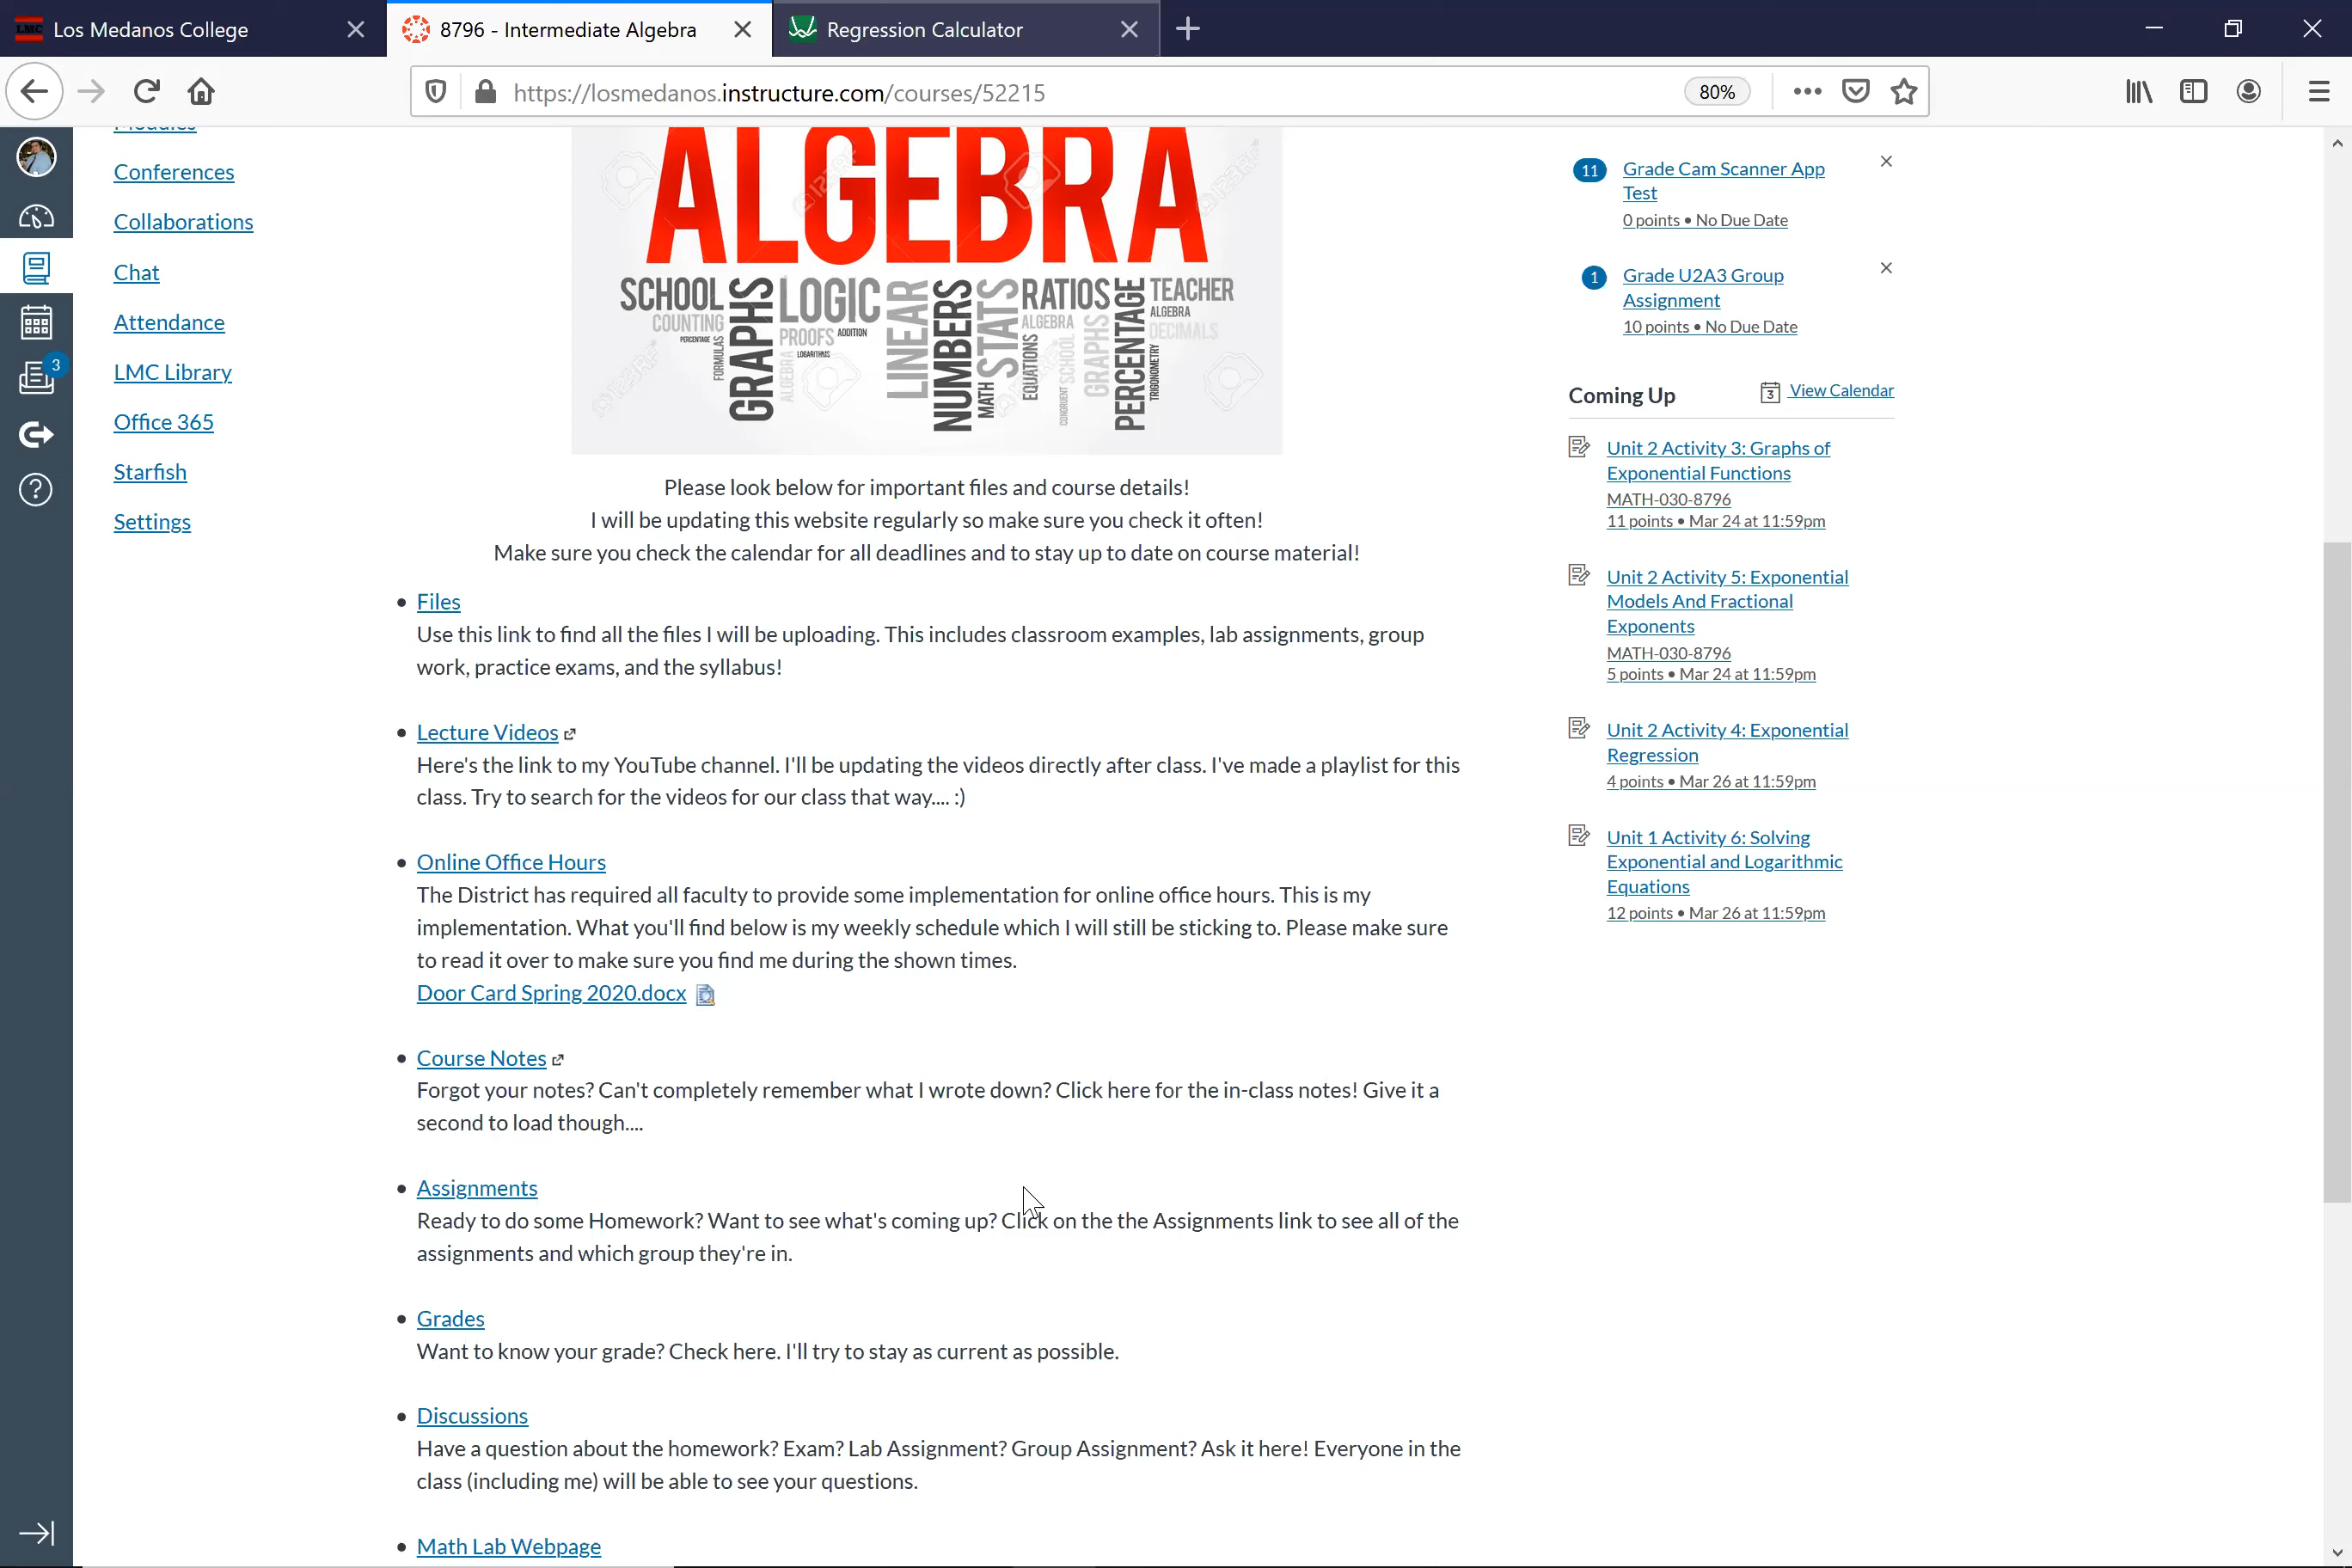 Los Medanos College
8796 - Intermediate Algebra
Regression Calculator
https://losmedanos.instructure.com/courses/52215
80%
3
Modules
Conferences
Collaborations
Chat
Attendance
LMC Library
Office 365
Starfish
Settings
ALGEBRA
SCHOOL
COUNTING
PERCENTAGE
FORMULAS
GRAPHS
LOGIC
PROOFS
ADDITION
LOGARITHMS
ALGEBRA
LINEAR
NUMBERS
STATS
MATH
RATIOS
ALGEBRA
EQUATIONS
SCHOOL
CONGRUENT
GRAPHS
PERCENTAGE
TEACHER
ALGEBRA
DECIMALS
TRIGONOMETRY
Please look below for important files and course details!
I will be updating this website regularly so make sure you check it often!
Make sure you check the calendar for all deadlines and to stay up to date on course material!
Files
Use this link to find all the files I will be uploading. This includes classroom examples, lab assignments, group
work, practice exams, and the syllabus!
Lecture Videos
Here's the link to my YouTube channel. I'll be updating the videos directly after class. I've made a playlist for this
class. Try to search for the videos for our class that way.... :)
Online Office Hours
The District has required all faculty to provide some implementation for online office hours. This is my
implementation. What you'll find below is my weekly schedule which I will still be sticking to. Please make sure
to read it over to make sure you find me during the shown times.
Door Card Spring 2020.docx
Course Notes
Forgot your notes? Can't completely remember what I wrote down? Click here for the in-class notes! Give it a
second to load though....
Assignments
Ready to do some Homework? Want to see what's coming up? Click on the the Assignments link to see all of the
assignments and which group they're in.
Grades
Want to know your grade? Check here. I'll try to stay as current as possible.
Discussions
Have a question about the homework? Exam? Lab Assignment? Group Assignment? Ask it here! Everyone in the
class (including me) will be able to see your questions.
Math Lab Webpage
11
Grade Cam Scanner App
Test
0 points • No Due Date
1
Grade U2A3 Group
Assignment
10 points • No Due Date
Coming Up
3 View Calendar
Unit 2 Activity 3: Graphs of
Exponential Functions
MATH-030-8796
11 points • Mar 24 at 11:59pm
Unit 2 Activity 5: Exponential
Models And Fractional
Exponents
MATH-030-8796
5 points • Mar 24 at 11:59pm
Unit 2 Activity 4: Exponential
Regression
4 points • Mar 26 at 11:59pm
Unit 1 Activity 6: Solving
Exponential and Logarithmic
Equations
12 points • Mar 26 at 11:59pm